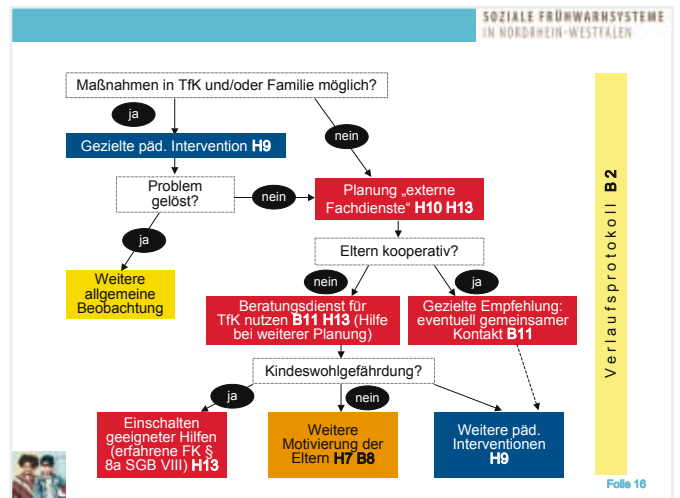 SOZIALE FRÜHWARNSYSTEME
IN NORDRHEIN-WESTFALEN
Maßnahmen in TfK und/oder Familie möglich?
ja
nein
Gezielte päd. Intervention H9
Problem
gelöst?
nein
Planung „externe
Fachdienste“ H10 H13
ja
Eltern kooperativ?
Weitere
allgemeine
Beobachtung
nein
ja
Beratungsdienst für
TfK nutzen B11 H13 (Hilfe
bei weiterer Planung)
Gezielte Empfehlung:
eventuell gemeinsamer
Kontakt B11
Kindeswohlgefährdung?
ja
nein
Einschalten
geeigneter Hilfen
(erfahrene FK §
8a SGB VIII) H13
Weitere
Motivierung der
Eltern H7 B8
Weitere päd.
Interventionen
H9
Verlaufsprotokoll B2
Folie 16